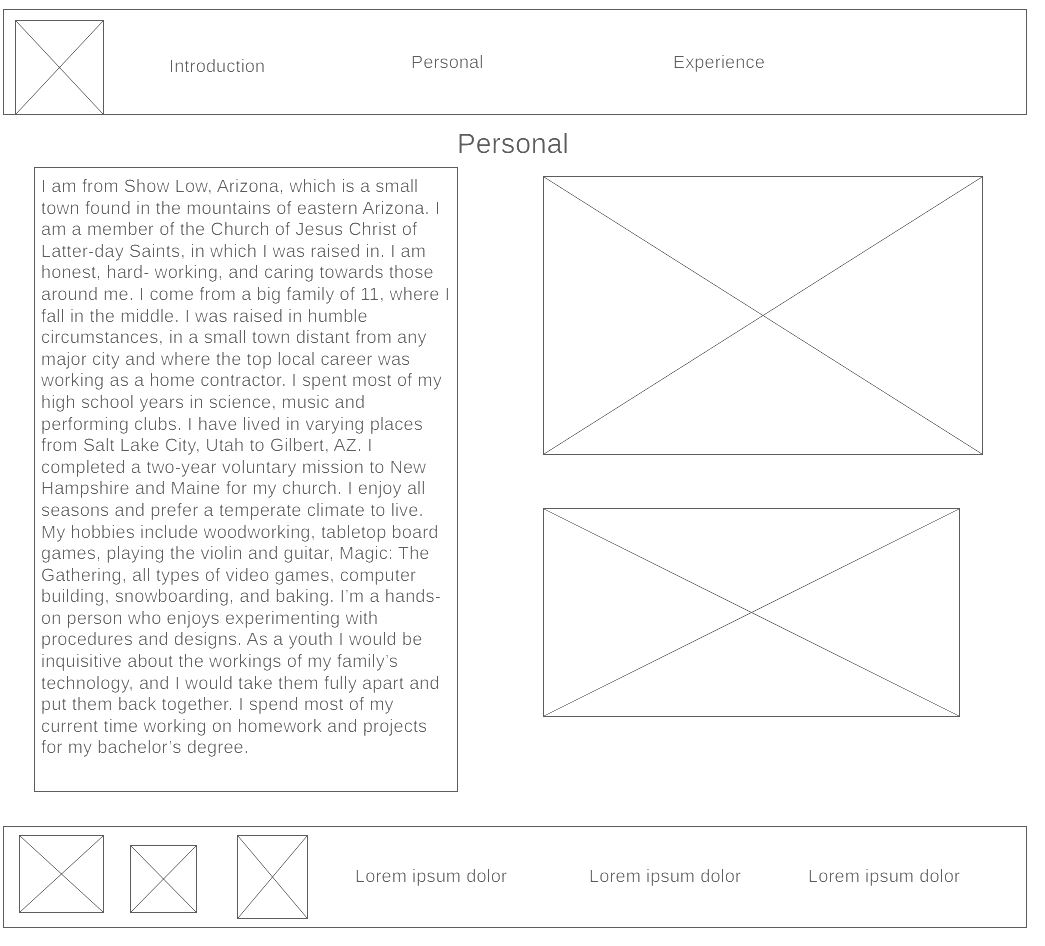 Introduction
Personal
Experience
Personal
I am from Show Low, Arizona, which is a small
town found in the mountains of eastern Arizona. I
am a member of the Church of Jesus Christ of
Latter-day Saints, in which I was raised in. I am
honest, hard- working, and caring towards those
around me. I come from a big family of 11, where I
fall in the middle. I was raised in humble
circumstances, in a small town distant from any
major city and where the top local career was
working as a home contractor. I spent most of my
high school years in science, music and
performing clubs. I have lived in varying places
from Salt Lake City, Utah to Gilbert, AZ. I
completed a two-year voluntary mission to New
Hampshire and Maine for my church. I enjoy all
seasons and prefer a temperate climate to live.
My hobbies include woodworking, tabletop board
games, playing the violin and guitar, Magic: The
Gathering, all types of video games, computer
building, snowboarding, and baking. I’m a hands-
on person who enjoys experimenting with
procedures and designs. As a youth I would be
inquisitive about the workings of my family’s
technology, and I would take them fully apart and
put them back together. I spend most of my
current time working on homework and projects
for my bachelor’s degree.
Lorem ipsum dolor
Lorem ipsum dolor
Lorem ipsum dolor